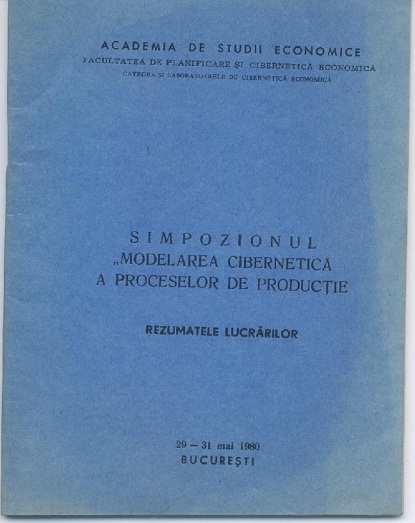 ACADEMIA DE STUDII ECONOMICE
FACULTATEA DE PLANIFICARE ȘI CIBERNETICĂ ECONOMICĂ
CATEDRA ȘI LABORATOARELE DE CIBERNETICĂ ECONOMICĂ
SIMPOZIONUL
„MODELAREA CIBERNETICĂ
A PROCESELOR DE PRODUCȚIE
REZUMATELE LUCRĂRILOR
29 — 31 mai 1980
BUCUREȘTI